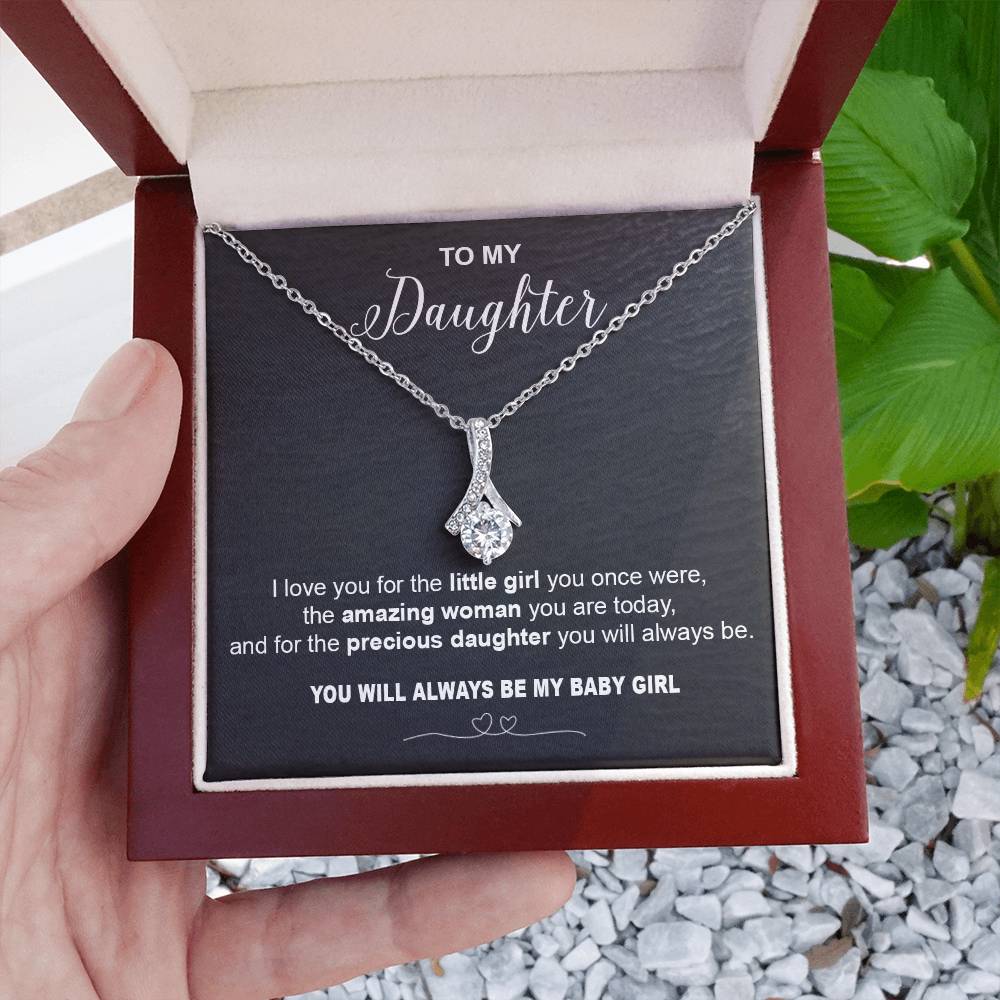 TO MY
Daughter
I love you for the little girl you once were,
the amazing woman you are today,
and for the precious daughter you will always be.
YOU WILL ALWAYS BE MY BABY GIRL